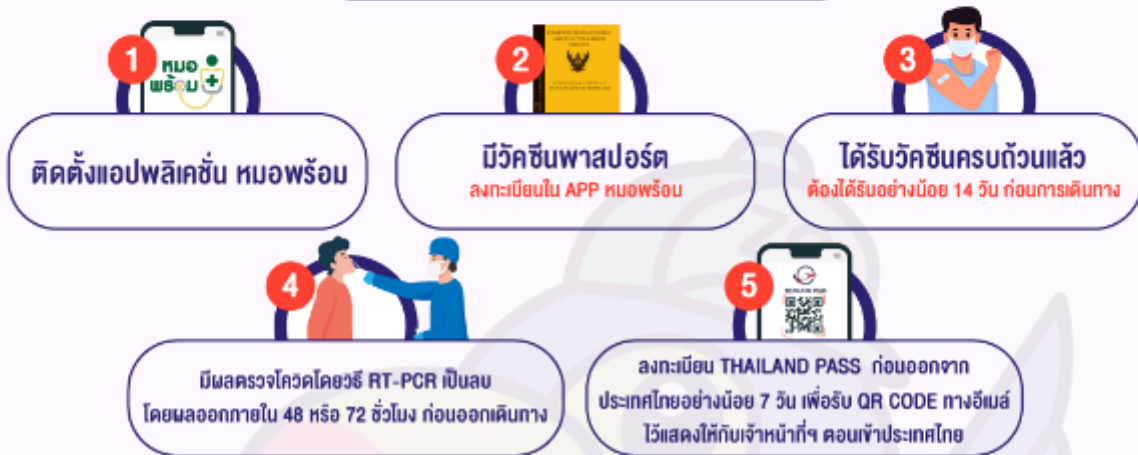 1
หมอ
พร้อม
ติดตั้งแอปพลิเคชั่น หมอพร้อม
2
มีวัคซีนพาสปอร์ต
ลงทะเบียนใน APP หมอพร้อม
3
ได้รับวัคซีนครบถ้วนแล้ว
ต้องได้รับอย่างน้อย 14 วัน ก่อนการเดินทาง
4
มีผลตรวจโควิดโดยวิธี RT-PCR เป็นลบ
โดยผลออกภายใน 48 หรือ 72 ชั่วโมง ก่อนออกเดินทาง
5
THAILAND PASS
ลงทะเบียน THAILAND PASS ก่อนออกจาก
ประเทศไทยอย่างน้อย 7 วัน เพื่อรับ QR CODE ทางอีเมล์
ไว้แสดงให้กับเจ้าหน้าที่ฯ ตอนเข้าประเทศไทย